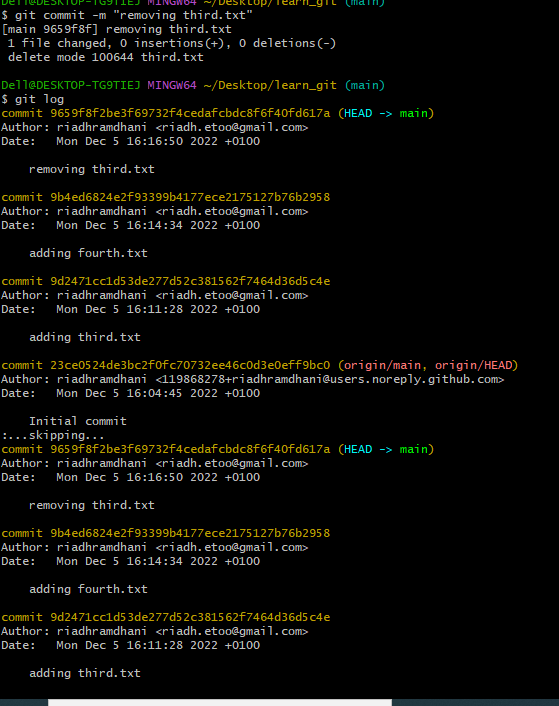 Dell@DESKTOP-TG9TIEJ MINGW64 ~/Desktop/learn_git (main)
$ git commit -m "removing third.txt"
[main 9659f8f] removing third.txt
 1 file changed, 0 insertions(+), 0 deletions(-)
 delete mode 100644 third.txt

Dell@DESKTOP-TG9TIEJ MINGW64 ~/Desktop/learn_git (main)
$ git log
commit 9659f8f2be3f69732f4cedafcbdc8f6f40fd617a (HEAD -> main)
Author: riadhramdhani <riadh.etoo@gmail.com>
Date:   Mon Dec 5 16:16:50 2022 +0100

    removing third.txt

commit 9b4ed6824e2f93399b4177ece2175127b76b2958
Author: riadhramdhani <riadh.etoo@gmail.com>
Date:   Mon Dec 5 16:14:34 2022 +0100

    adding fourth.txt

commit 9d2471cc1d53de277d52c381562f7464d36d5c4e
Author: riadhramdhani <riadh.etoo@gmail.com>
Date:   Mon Dec 5 16:11:28 2022 +0100

    adding third.txt

commit 23ce0524de3bc2f0fc70732ee46c0d3e0eff9bc0 (origin/main, origin/HEAD)
Author: riadhramdhani <119868278+riadhramdhani@users.noreply.github.com>
Date:   Mon Dec 5 16:04:45 2022 +0100

    Initial commit
:...skipping...
commit 9659f8f2be3f69732f4cedafcbdc8f6f40fd617a (HEAD -> main)
Author: riadhramdhani <riadh.etoo@gmail.com>
Date:   Mon Dec 5 16:16:50 2022 +0100

    removing third.txt

commit 9b4ed6824e2f93399b4177ece2175127b76b2958
Author: riadhramdhani <riadh.etoo@gmail.com>
Date:   Mon Dec 5 16:14:34 2022 +0100

    adding fourth.txt

commit 9d2471cc1d53de277d52c381562f7464d36d5c4e
Author: riadhramdhani <riadh.etoo@gmail.com>
Date:   Mon Dec 5 16:11:28 2022 +0100

    adding third.txt